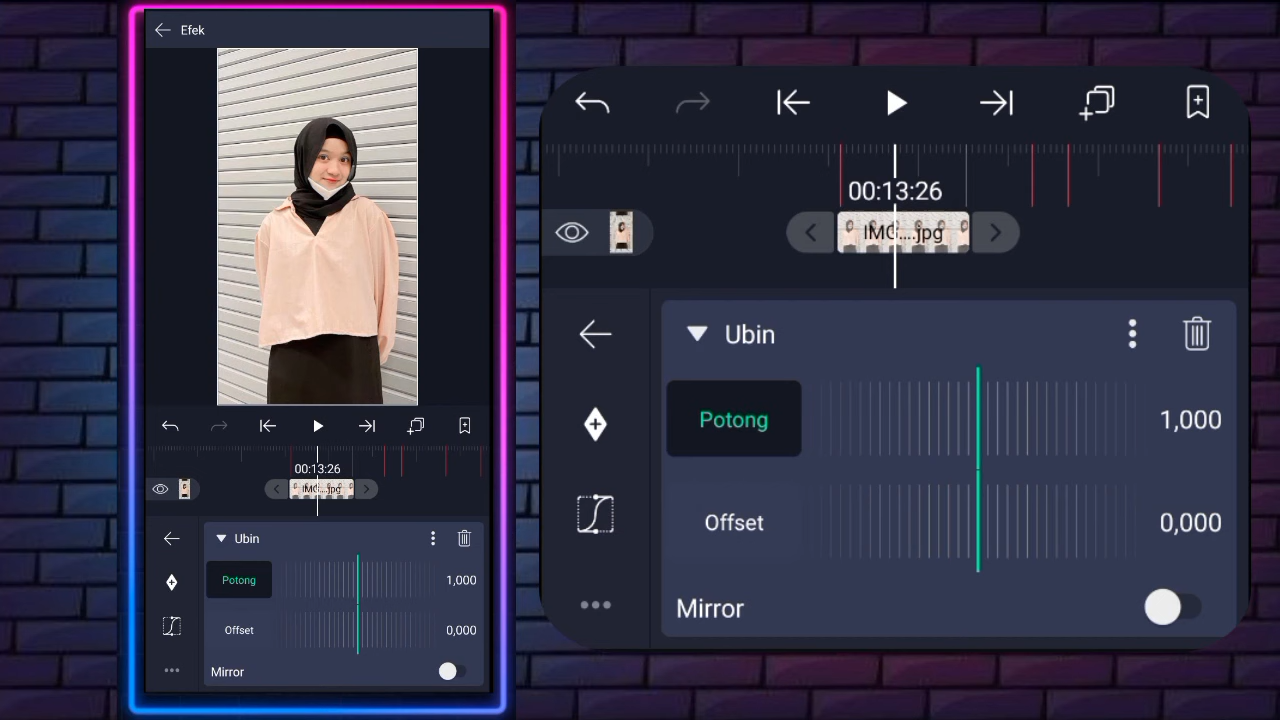 Efek
00:13:26
IMG....jpg
Ubin
Potong
1,000
Offset
0,000
Mirror
00:13:26
IMG....jpg
Ubin
Potong
1,000
Offset
0,000
Mirror